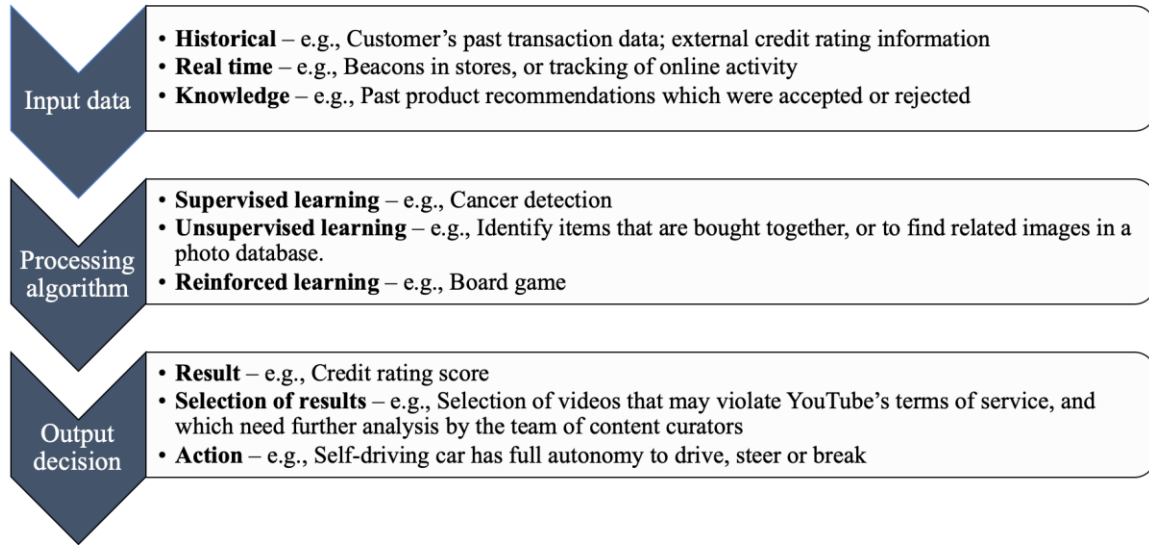 Input data
• Historical – e.g., Customer’s past transaction data; external credit rating information
• Real time – e.g., Beacons in stores, or tracking of online activity
• Knowledge – e.g., Past product recommendations which were accepted or rejected
Processing
algorithm
• Supervised learning – e.g., Cancer detection
• Unsupervised learning – e.g., Identify items that are bought together, or to find related images in a
photo database.
• Reinforced learning – e.g., Board game
Output
decision
• Result – e.g., Credit rating score
• Selection of results – e.g., Selection of videos that may violate YouTube’s terms of service, and
which need further analysis by the team of content curators
• Action – e.g., Self-driving car has full autonomy to drive, steer or break